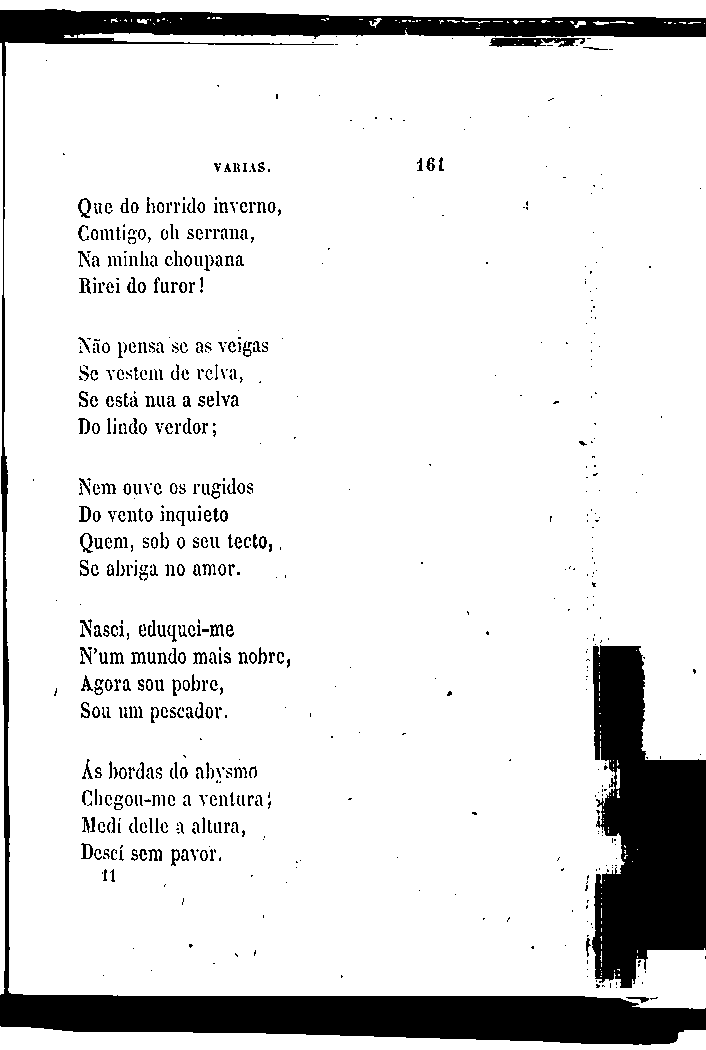 VARIAS. 161
Que do horrido inverno,
Comtigo, oh serrana,
Na minha choupana
Rirei do furor!
Não pensa se as veigas
Se vestem de relva,
Se está nua a selva
Do lindo verdor;
Nem ouve os rugidos
Do vento inquieto
Quem, sob o seu tecto,
Se abriga no amor.
Nasci, eduquei-me
N'um mundo mais nobre,
Agora sou pobre,
Sou um pescador.
Ás bordas do abysmo
Chegou-me a ventura;
Medí delle a altura,
Descí sem pavor.
11